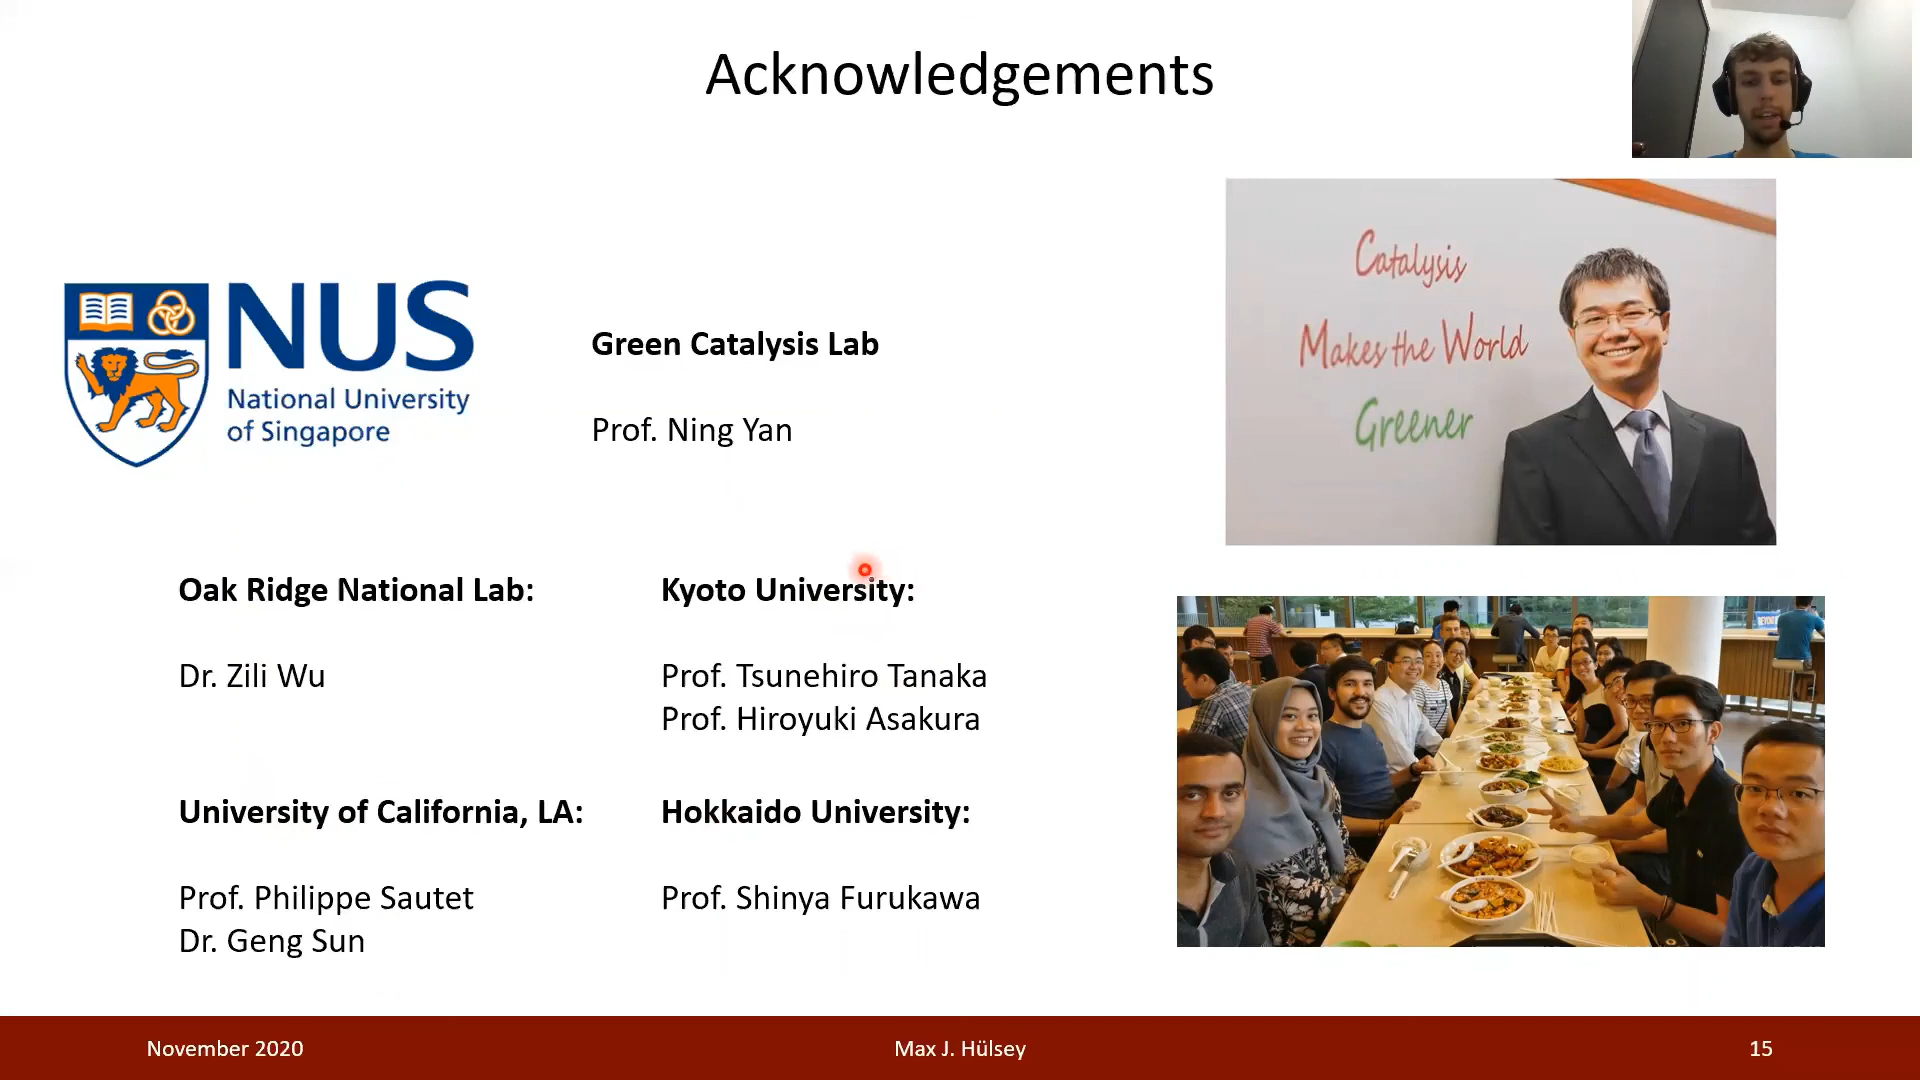 Acknowledgements
NUS
National University
of Singapore
Green Catalysis Lab
Prof. Ning Yan
Catalysis
Makes the World
Greener
Oak Ridge National Lab:
Dr. Zili Wu
Kyoto University:
Prof. Tsunehiro Tanaka
Prof. Hiroyuki Asakura
University of California, LA:
Prof. Philippe Sautet
Dr. Geng Sun
Hokkaido University:
Prof. Shinya Furukawa
November 2020
Max J. Hülsey
15